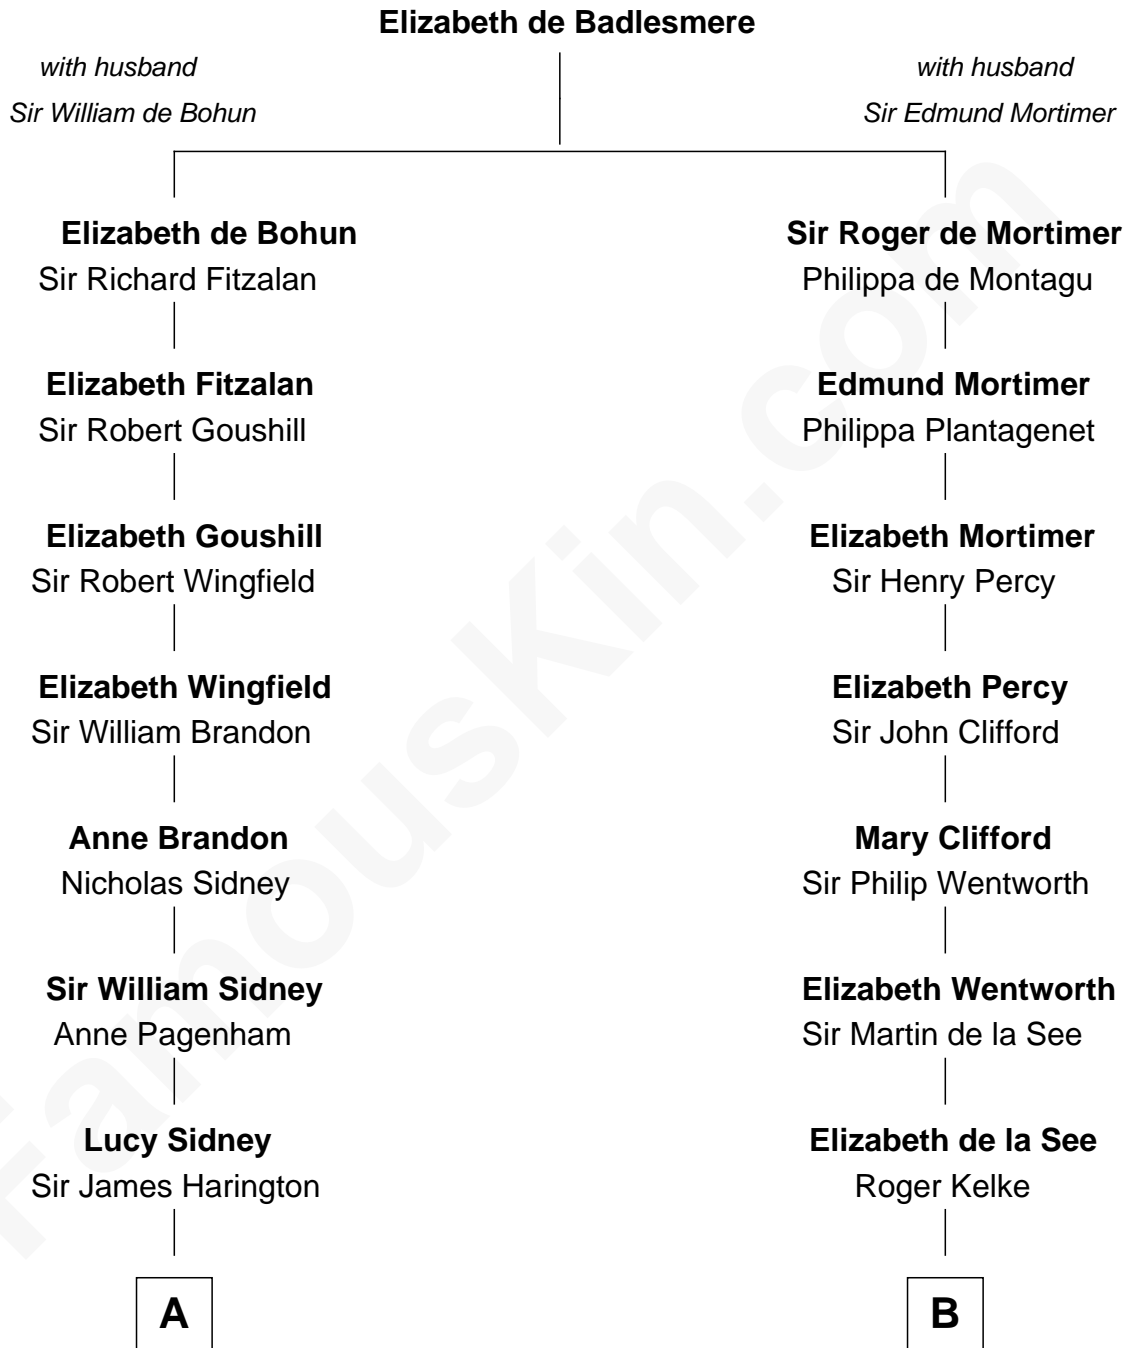 Elizabeth de Badlesmere
with husband
Sir William de Bohun
with husband
Sir Edmund Mortimer
Elizabeth de Bohun
Sir Richard Fitzalan
Elizabeth Fitzalan
Sir Robert Goushill
Elizabeth Goushill
Sir Robert Wingfield
Elizabeth Wingfield
Sir William Brandon
Anne Brandon
Nicholas Sidney
Sir William Sidney
Anne Pagenham
Lucy Sidney
Sir James Harington
A
Sir Roger de Mortimer
Philippa de Montagu
Edmund Mortimer
Philippa Plantagenet
Elizabeth Mortimer
Sir Henry Percy
Elizabeth Percy
Sir John Clifford
Mary Clifford
Sir Philip Wentworth
Elizabeth Wentworth
Sir Martin de la See
Elizabeth de la See
Roger Kelke
B
FamousKin.com